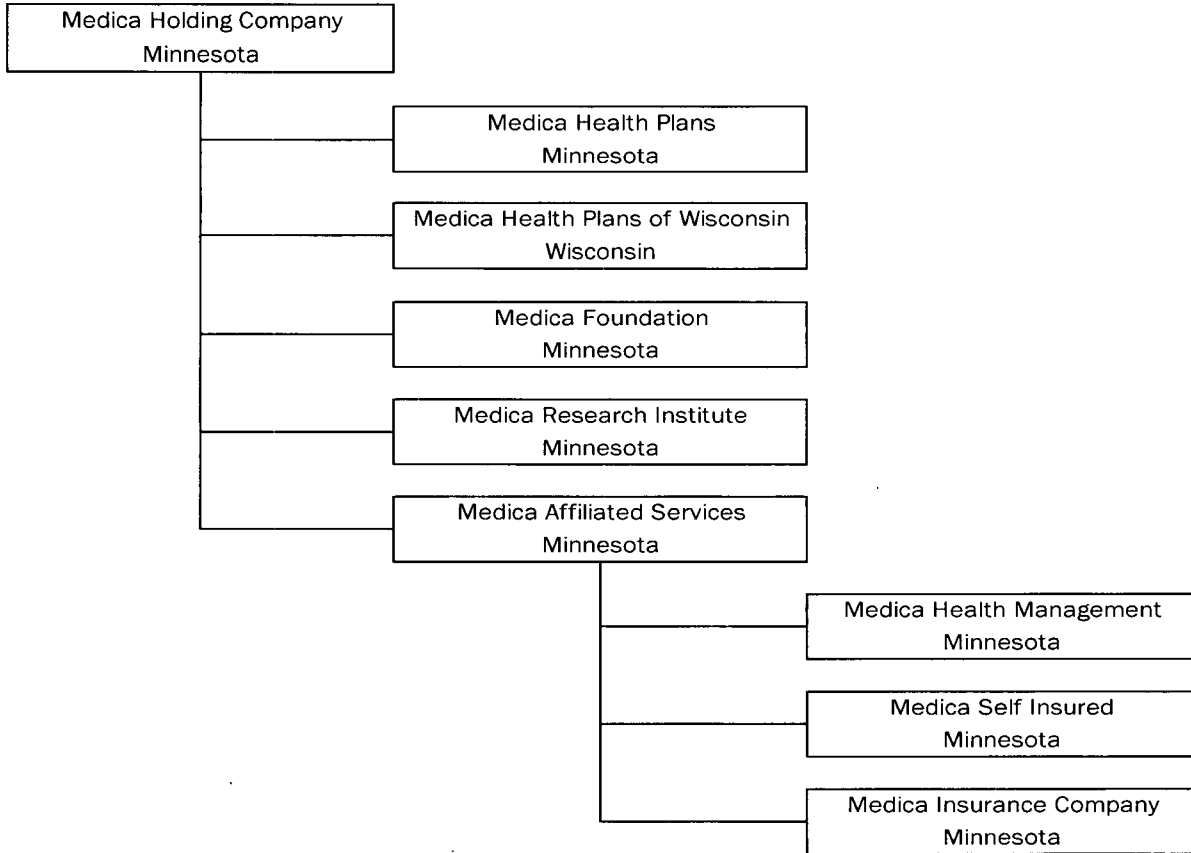 Medica Holding Company
Minnesota
Medica Health Plans
Minnesota
Medica Health Plans of Wisconsin
Wisconsin
Medica Foundation
Minnesota
Medica Research Institute
Minnesota
Medica Affiliated Services
Minnesota
Medica Health Management
Minnesota
Medica Self Insured
Minnesota
Medica Insurance Company
Minnesota